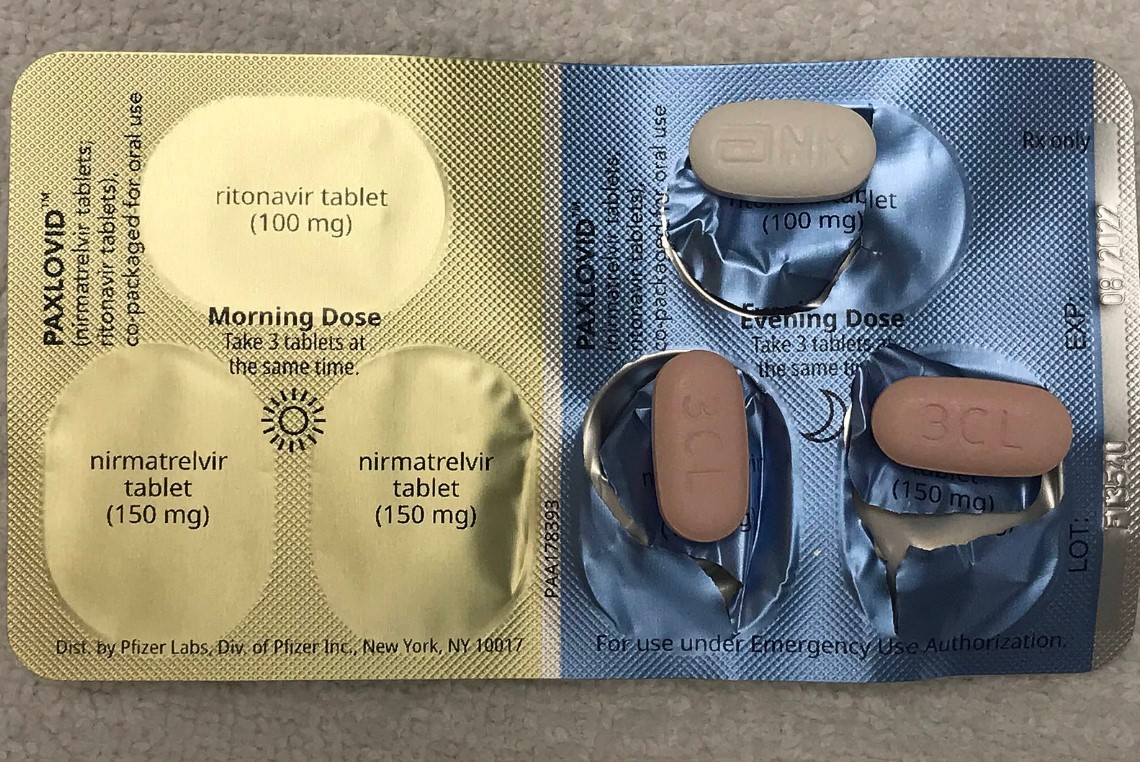 PAXLOVID™
(nirmatrelvir tablets,
ritonavir tablets),
co-packaged for oral use
ritonavir tablet
(100 mg)
Morning Dose
Take 3 tablets at
the same time.
nirmatrelvir
tablet
(150 mg)
nirmatrelvir
tablet
(150 mg)
Dist. by Pfizer Labs, Div. of Pfizer Inc., New York, NY 10017
PAA178393
PAXLOVID™
(nirmatrelvir tablets,
ritonavir tablets),
co-packaged for oral use
NK
(100 mg)
Evening Dose
Take 3 tablets
the same
3CL
3CL
tablet
(150 mg)
For use under Emergency Use Authorization.
Rx only
EXP
08/2022
LOT: